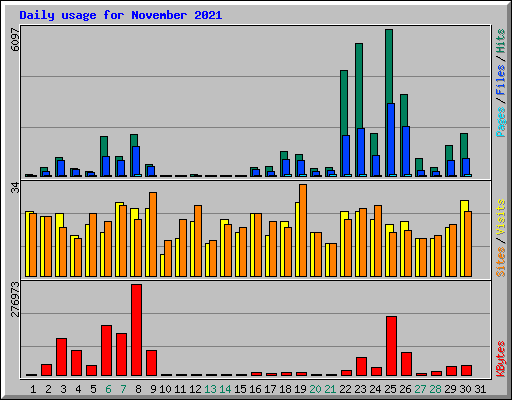 Daily usage for November 2021
6097
Pages / Files / Hits
34
Sites / Visits
276973
KBytes
1 2 3 4 5 6 7 8 9 10 11 12 13 14 15 16 17 18 19 20 21 22 23 24 25 26 27 28 29 30 31